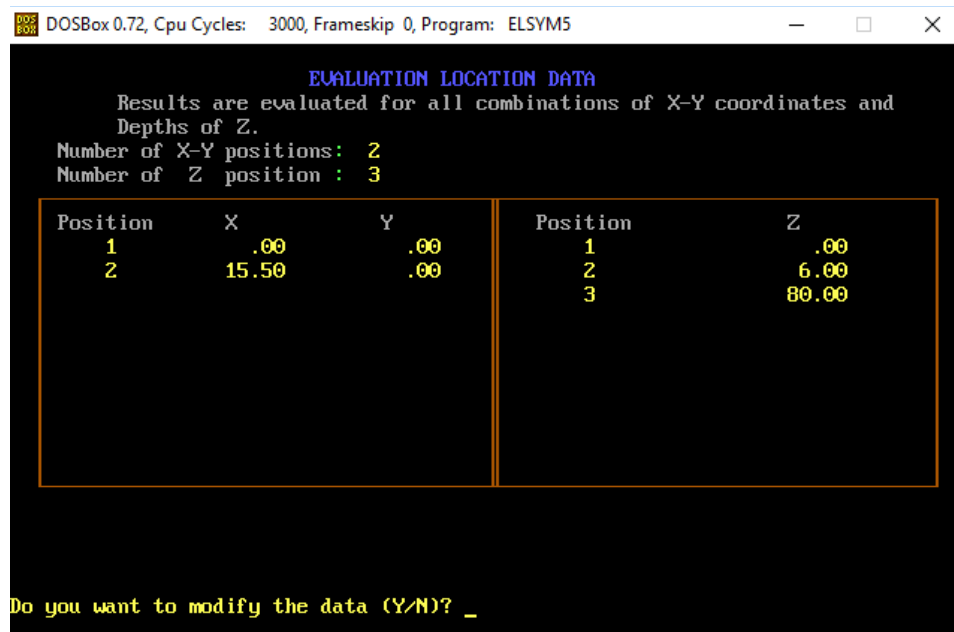 DOS BOX DOSBox 0.72, Cpu Cycles: 3000, Frameskip 0, Program: ELSYM5
EVALUATION LOCATION DATA
Results are evaluated for all combinations of X-Y coordinates and
Depths of Z.
Number of X-Y positions: 2
Number of Z position : 3
Position X Y Position Z
1 .00 .00 1 .00
2 15.50 .00 2 6.00
3 80.00
Do you want to modify the data (Y/N)? _